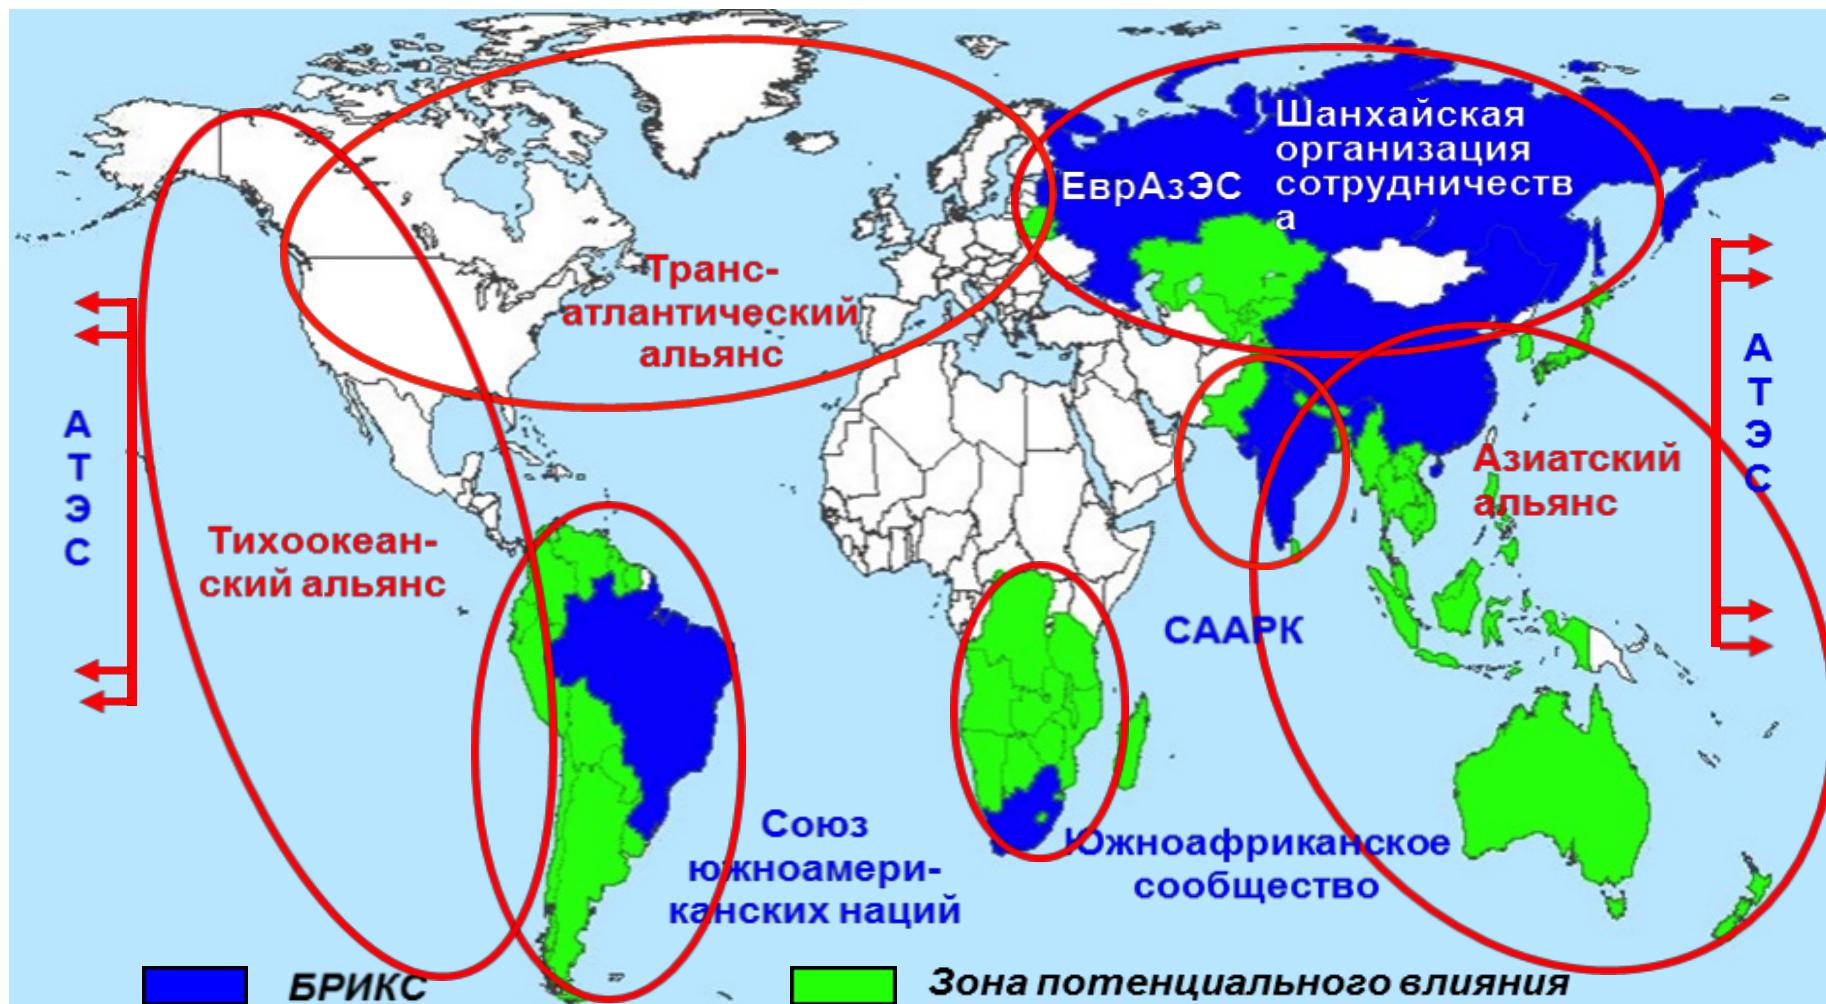 Шанхайская
организация
сотрудничеств
а
ЕврАзЭС
Транс-
атлантический
альянс
А
Т
Э
С
А
Т
Э
С
Азиатский
альянс
Тихоокеан-
ский альянс
СААРК
Союз
южноамери-
канских наций
Южноафриканское
сообщество
БРИКС
Зона потенциального влияния